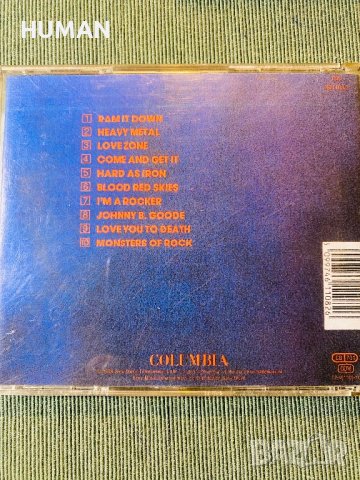 HUMAN
1 RAM IT DOWN
2 HEAVY METAL
3 LOVE ZONE
4 COME AND GET IT
5 HARD AS IRON
6 BLOOD RED SKIES
7 I'M A ROCKER
8 JOHNNY B. GOODE
9 LOVE YOU TO DEATH
10 MONSTERS OF ROCK
COLUMBIA
Bazar